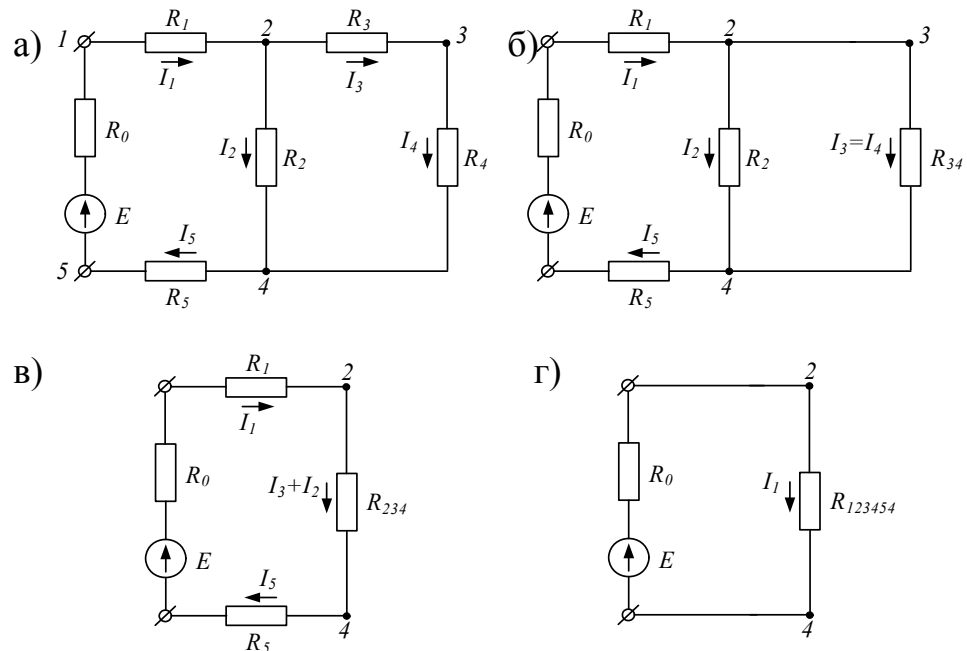 а) 1 R1 2 R3 3
I1 I3
R0 I2 R2 I4 R4
E
I5
5 R5 4
б) R1 2 3
I1
R0 I2 R2 I3=I4 R34
E
I5
R5 4
в) R1 2
I1
R0 I3+I2 R234
E
I5
R5 4
г) 2
R0 I1 R123454
E
4